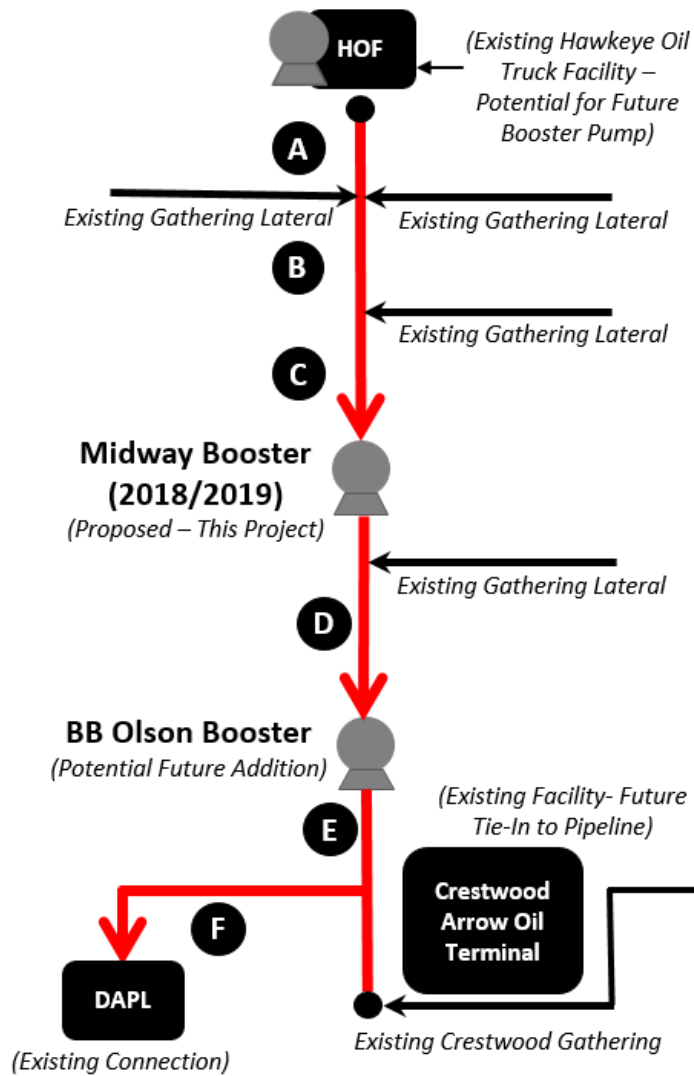 HOF
(Existing Hawkeye Oil
Truck Facility –
Potential for Future
Booster Pump)
A
Existing Gathering Lateral
Existing Gathering Lateral
B
Existing Gathering Lateral
C
Midway Booster
(2018/2019)
(Proposed – This Project)
Existing Gathering Lateral
D
BB Olson Booster
(Potential Future Addition)
(Existing Facility- Future
Tie-In to Pipeline)
E
Crestwood
Arrow Oil
Terminal
F
DAPL
(Existing Connection)
Existing Crestwood Gathering